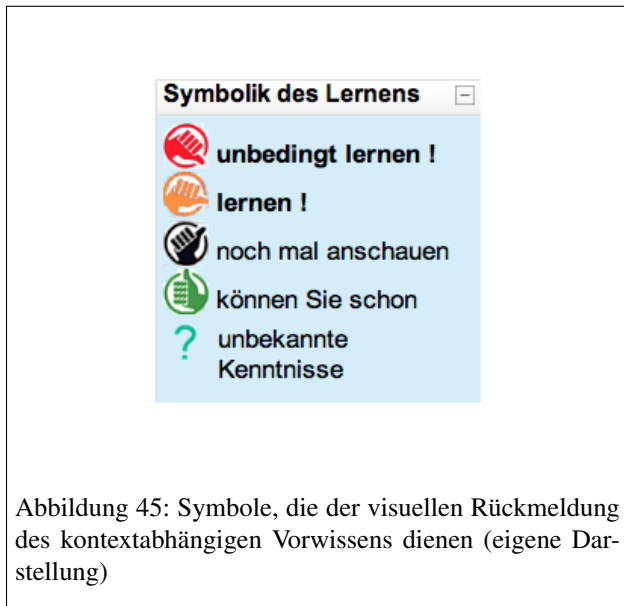 Symbolik des Lernens
unbedingt lernen !
lernen !
noch mal anschauen
können Sie schon
? unbekannte
Kenntnisse
Abbildung 45: Symbole, die der visuellen Rückmeldung
des kontextabhängigen Vorwissens dienen (eigene Dar-
stellung)